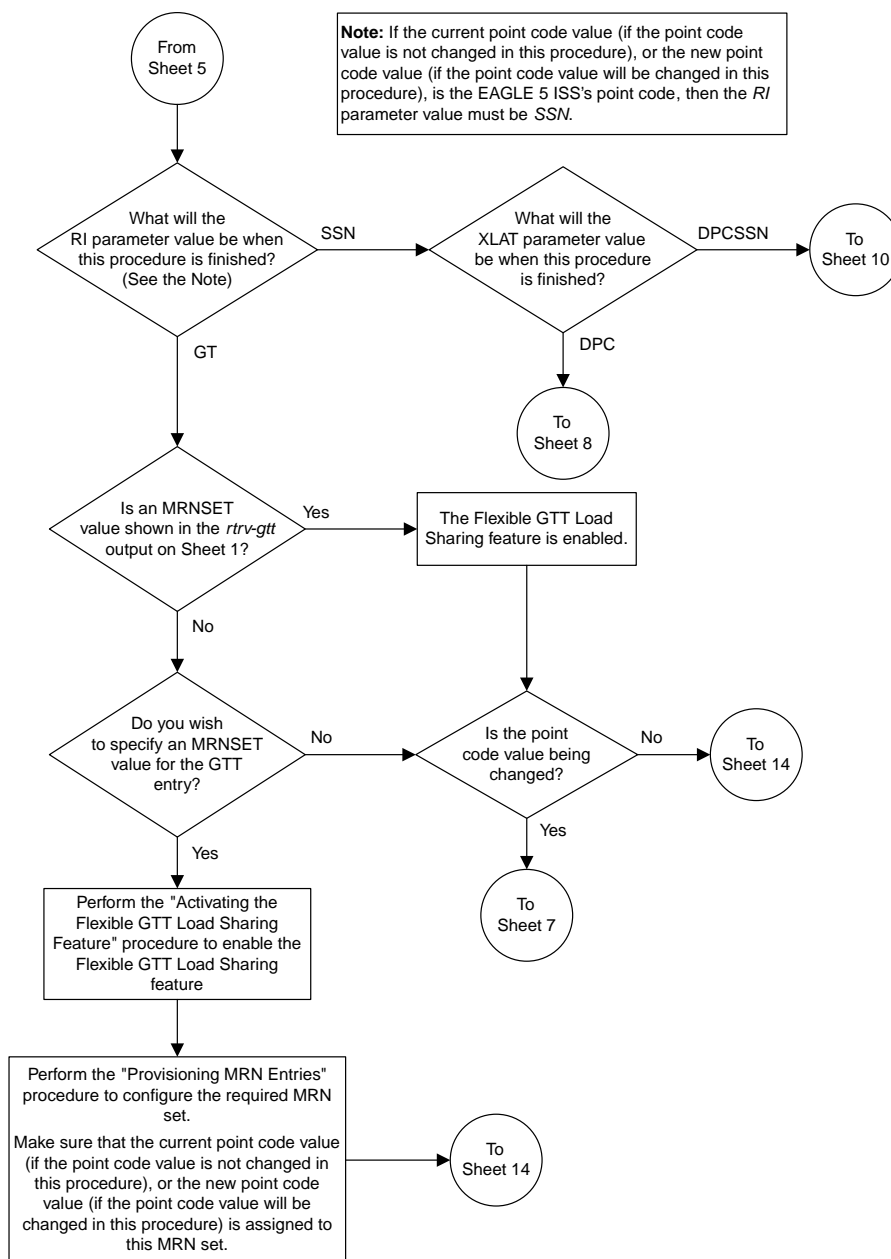 From
Sheet 5
Note: If the current point code value (if the point code
value is not changed in this procedure), or the new point
code value (if the point code value will be changed in this
procedure), is the EAGLE 5 ISS's point code, then the RI
parameter value must be SSN.
What will the
RI parameter value be when
this procedure is finished?
(See the Note)
SSN
What will the
XLAT parameter value
be when this procedure
is finished?
DPCSSN
To
Sheet 10
GT
DPC
To
Sheet 8
Is an MRNSET
value shown in the rtrv-gtt
output on Sheet 1?
Yes
The Flexible GTT Load
Sharing feature is enabled.
No
Do you wish
to specify an MRNSET
value for the GTT
entry?
No
Is the point
code value being
changed?
No
To
Sheet 14
Yes
Yes
To
Sheet 7
Perform the "Activating the
Flexible GTT Load Sharing
Feature" procedure to enable the
Flexible GTT Load Sharing
feature
Perform the "Provisioning MRN Entries"
procedure to configure the required MRN
set.
Make sure that the current point code value
(if the point code value is not changed in
this procedure), or the new point code
value (if the point code value will be
changed in this procedure) is assigned to
this MRN set.
To
Sheet 14